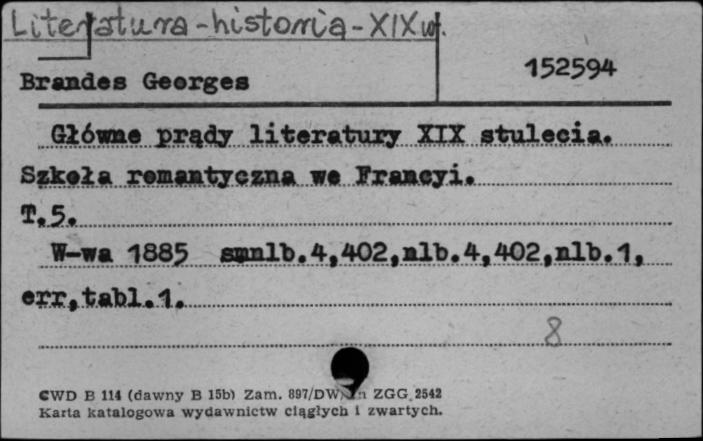 Literatura-historia-XIXw.
Brandes Georges
152594
Główne prądy literatury XIX stulecia.
Szkoła romantyczna we Francyi.
T.5.
W-wa 1885 smnlb.4,402,nlb.4,402,nlb.1,
err,tabl.1.
8
CWD B 114 (dawny B 15b) Zam. 897/DW/ ZGG 2542
Karta katalogowa wydawnictw ciągłych i zwartych.